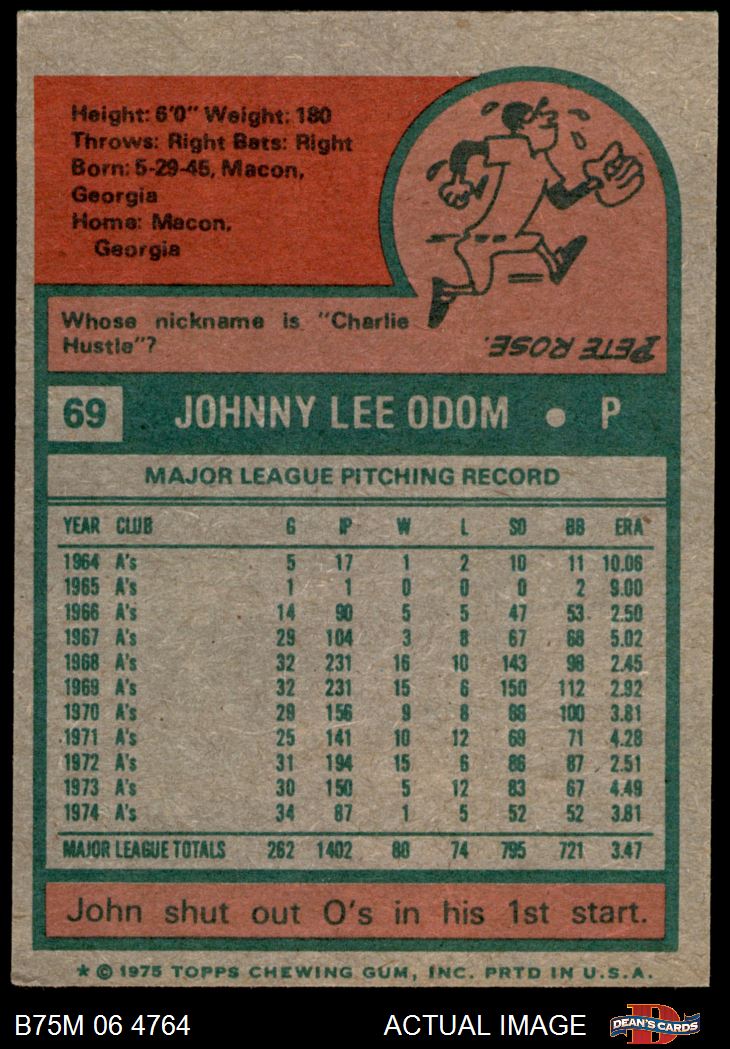 Height: 6'0" Weight: 180
Throws: Right Bats: Right
Born: 5-29-45, Macon,
Georgia
Home: Macon,
Georgia
Whose nickname is "Charlie
Hustle"?
PETE ROSE.
69 JOHNNY LEE ODOM ● P
MAJOR LEAGUE PITCHING RECORD
YEAR CLUB G IP W L SO BB ERA
1964 A's 5 17 1 2 10 11 10.06
1965 A's 1 1 0 0 0 2 9.00
1966 A's 14 90 5 5 47 53 2.50
1967 A's 29 104 3 8 67 68 5.02
1968 A's 32 231 16 10 143 98 2.45
1969 A's 32 231 15 6 150 112 2.92
1970 A's 29 156 9 8 88 100 3.81
1971 A's 25 141 10 12 69 71 4.28
1972 A's 31 194 15 6 86 87 2.51
1973 A's 30 150 5 12 83 67 4.49
1974 A's 34 87 1 5 52 52 3.81
MAJOR LEAGUE TOTALS 262 1402 80 74 795 721 3.47
John shut out O's in his 1st start.
* © 1975 TOPPS CHEWING GUM, INC. PRTD IN U.S.A.
B75M 06 4764 ACTUAL IMAGE DEAN'S CARDS